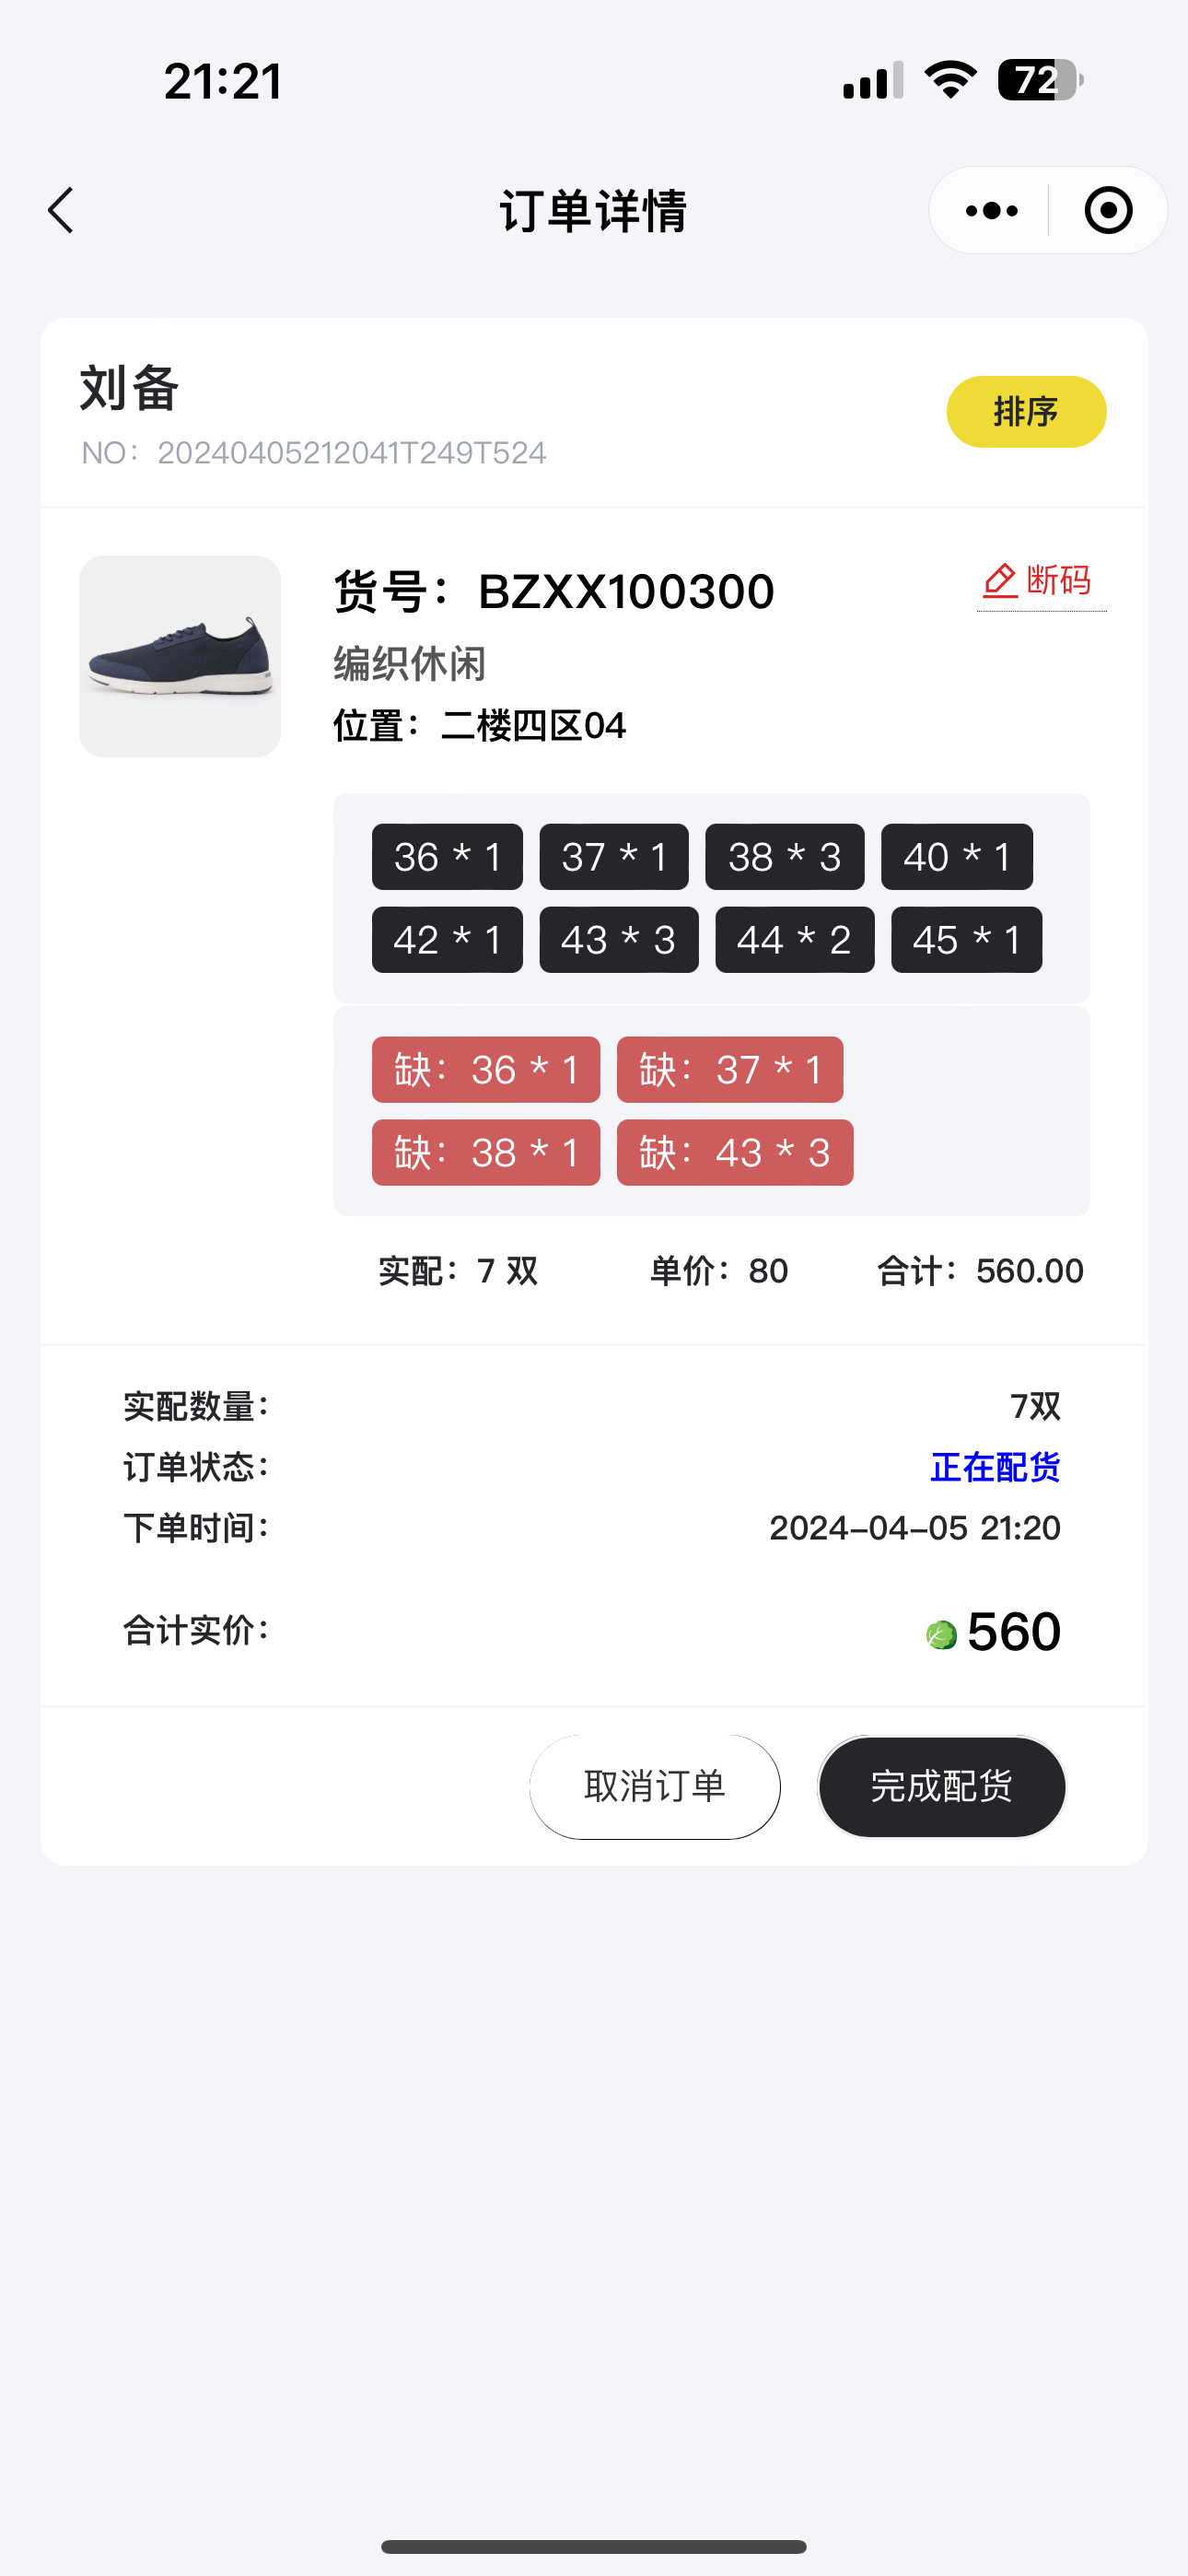 21:21
72
订单详情
刘备
排序
NO：20240405212041T249T524
货号：BZXX100300
断码
编织休闲
位置：二楼四区04
36 * 1 37 * 1 38 * 3 40 * 1
42 * 1 43 * 3 44 * 2 45 * 1
缺：36 * 1 缺：37 * 1
缺：38 * 1 缺：43 * 3
实配：7 双 单价：80 合计：560.00
实配数量： 7双
订单状态： 正在配货
下单时间： 2024-04-05 21:20
合计实价： 560
取消订单 完成配货